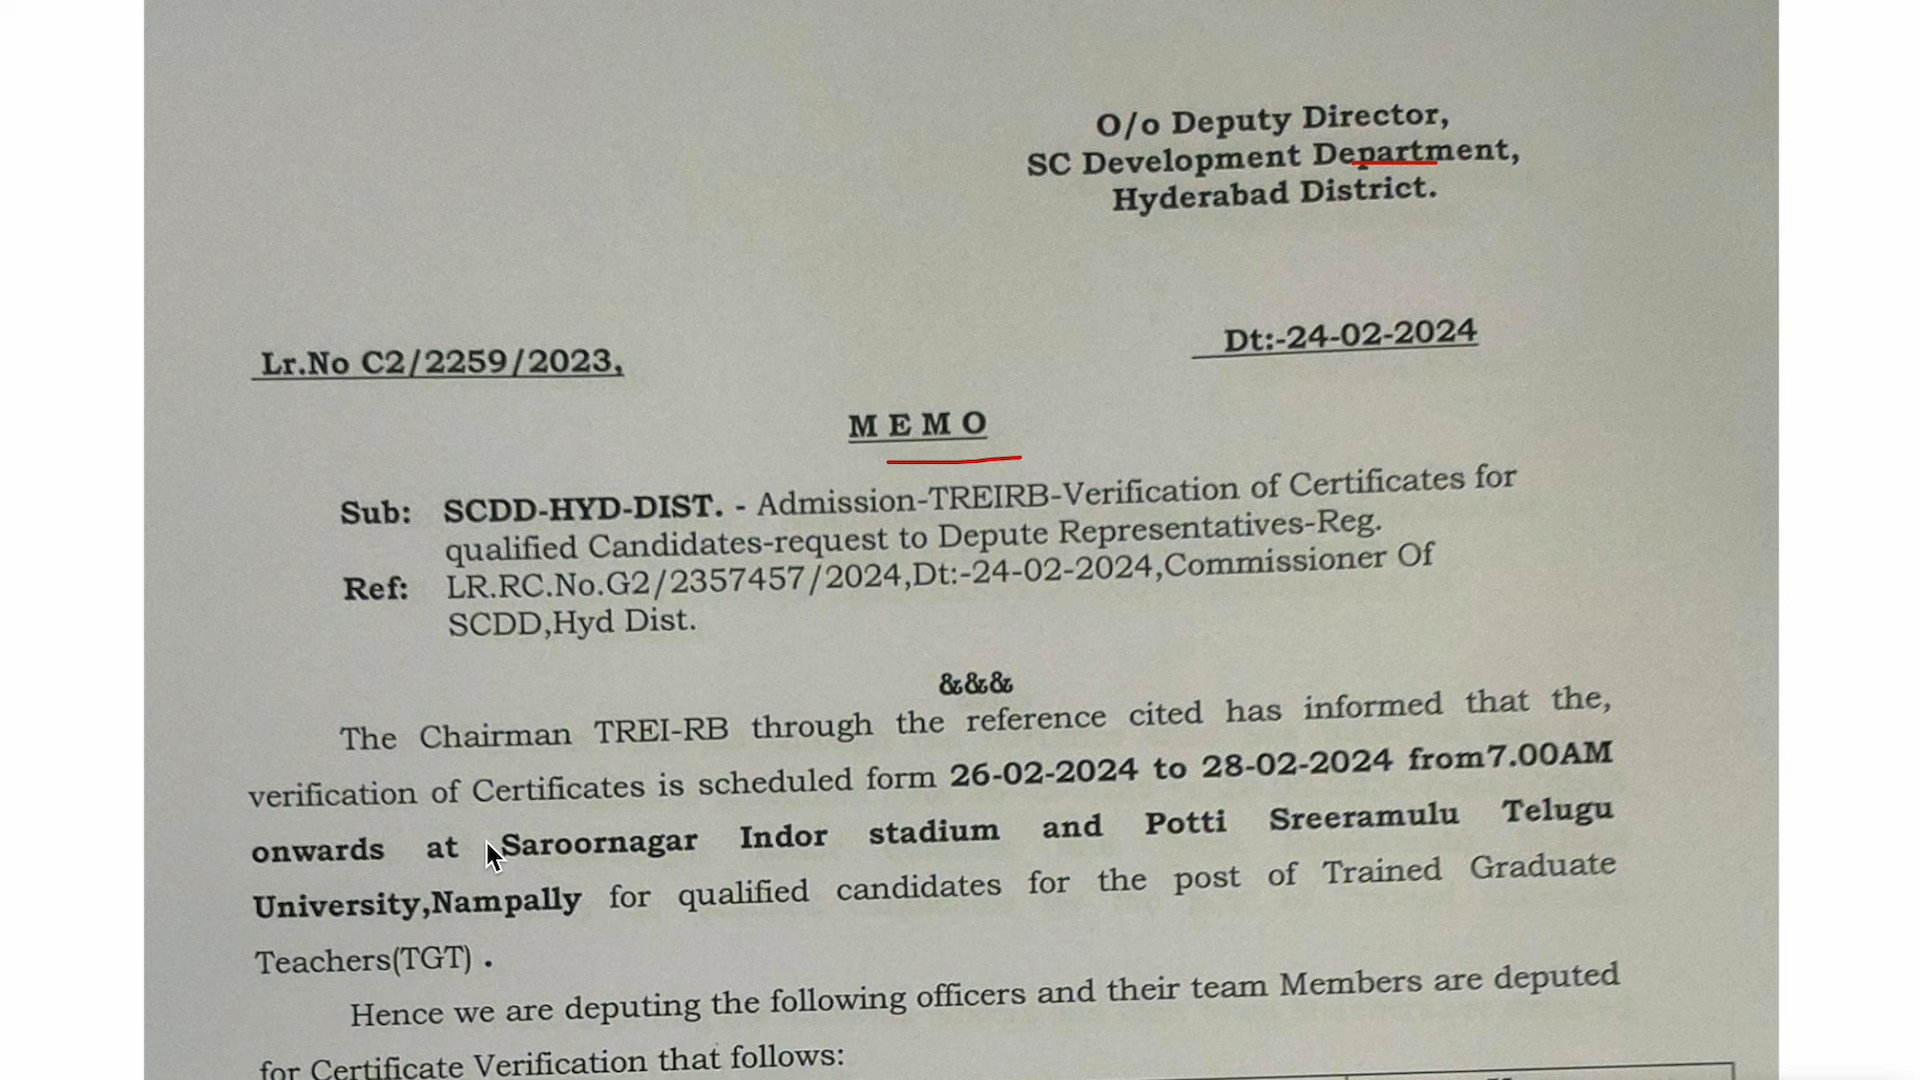 O/o Deputy Director,
SC Development Department,
Hyderabad District.
Lr.No C2/2259/2023,
Dt:-24-02-2024
M E M O
Sub: SCDD-HYD-DIST. - Admission-TREIRB-Verification of Certificates for
qualified Candidates-request to Depute Representatives-Reg.
Ref: LR.RC.No.G2/2357457/2024,Dt:-24-02-2024,Commissioner Of
SCDD,Hyd Dist.
&&&
The Chairman TREI-RB through the reference cited has informed that the,
verification of Certificates is scheduled form 26-02-2024 to 28-02-2024 from7.00AM
onwards at Saroornagar Indor stadium and Potti Sreeramulu Telugu
University,Nampally for qualified candidates for the post of Trained Graduate
Teachers(TGT) .
Hence we are deputing the following officers and their team Members are deputed
for Certificate Verification that follows: